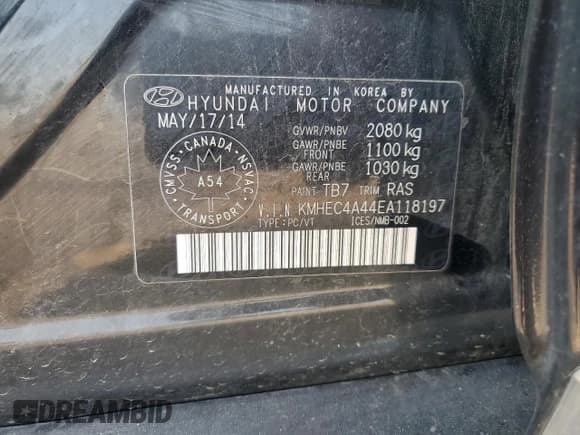 MANUFACTURED IN KOREA BY
HYUNDAI MOTOR COMPANY
MAY/17/14
GVWR/PNBV 2080 kg
GAWR/PNBE FRONT 1100 kg
GAWR/PNBE REAR 1030 kg
PAINT TB7 TRIM RAS
V.I.N KMHEC4A44EA118197
TYPE:PC/VT ICES/NMB-002
CMVSS · CANADA · NSVAC
A54
TRANSPORT
DREAMBID